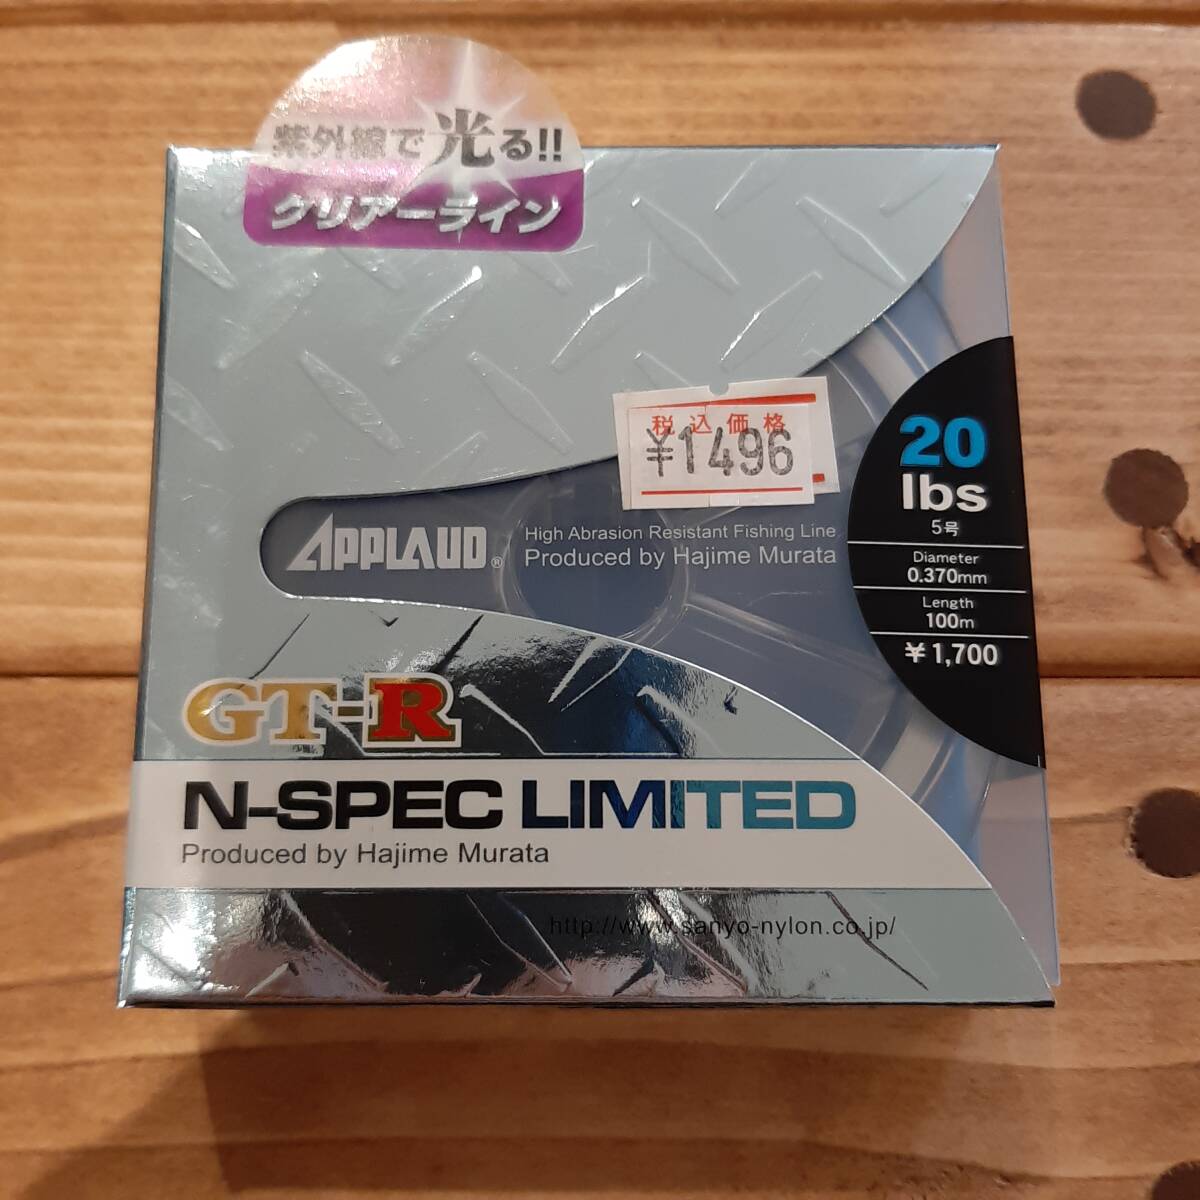 紫外線で光る!!
クリアーライン
税込価格
¥1496
20
lbs
5号
Diameter
0.370mm
Length
100m
¥1,700
APPLAUD®
High Abrasion Resistant Fishing Line
Produced by Hajime Murata
GT-R
N-SPEC LIMITED
Produced by Hajime Murata
http://www.sanyo-nylon.co.jp/